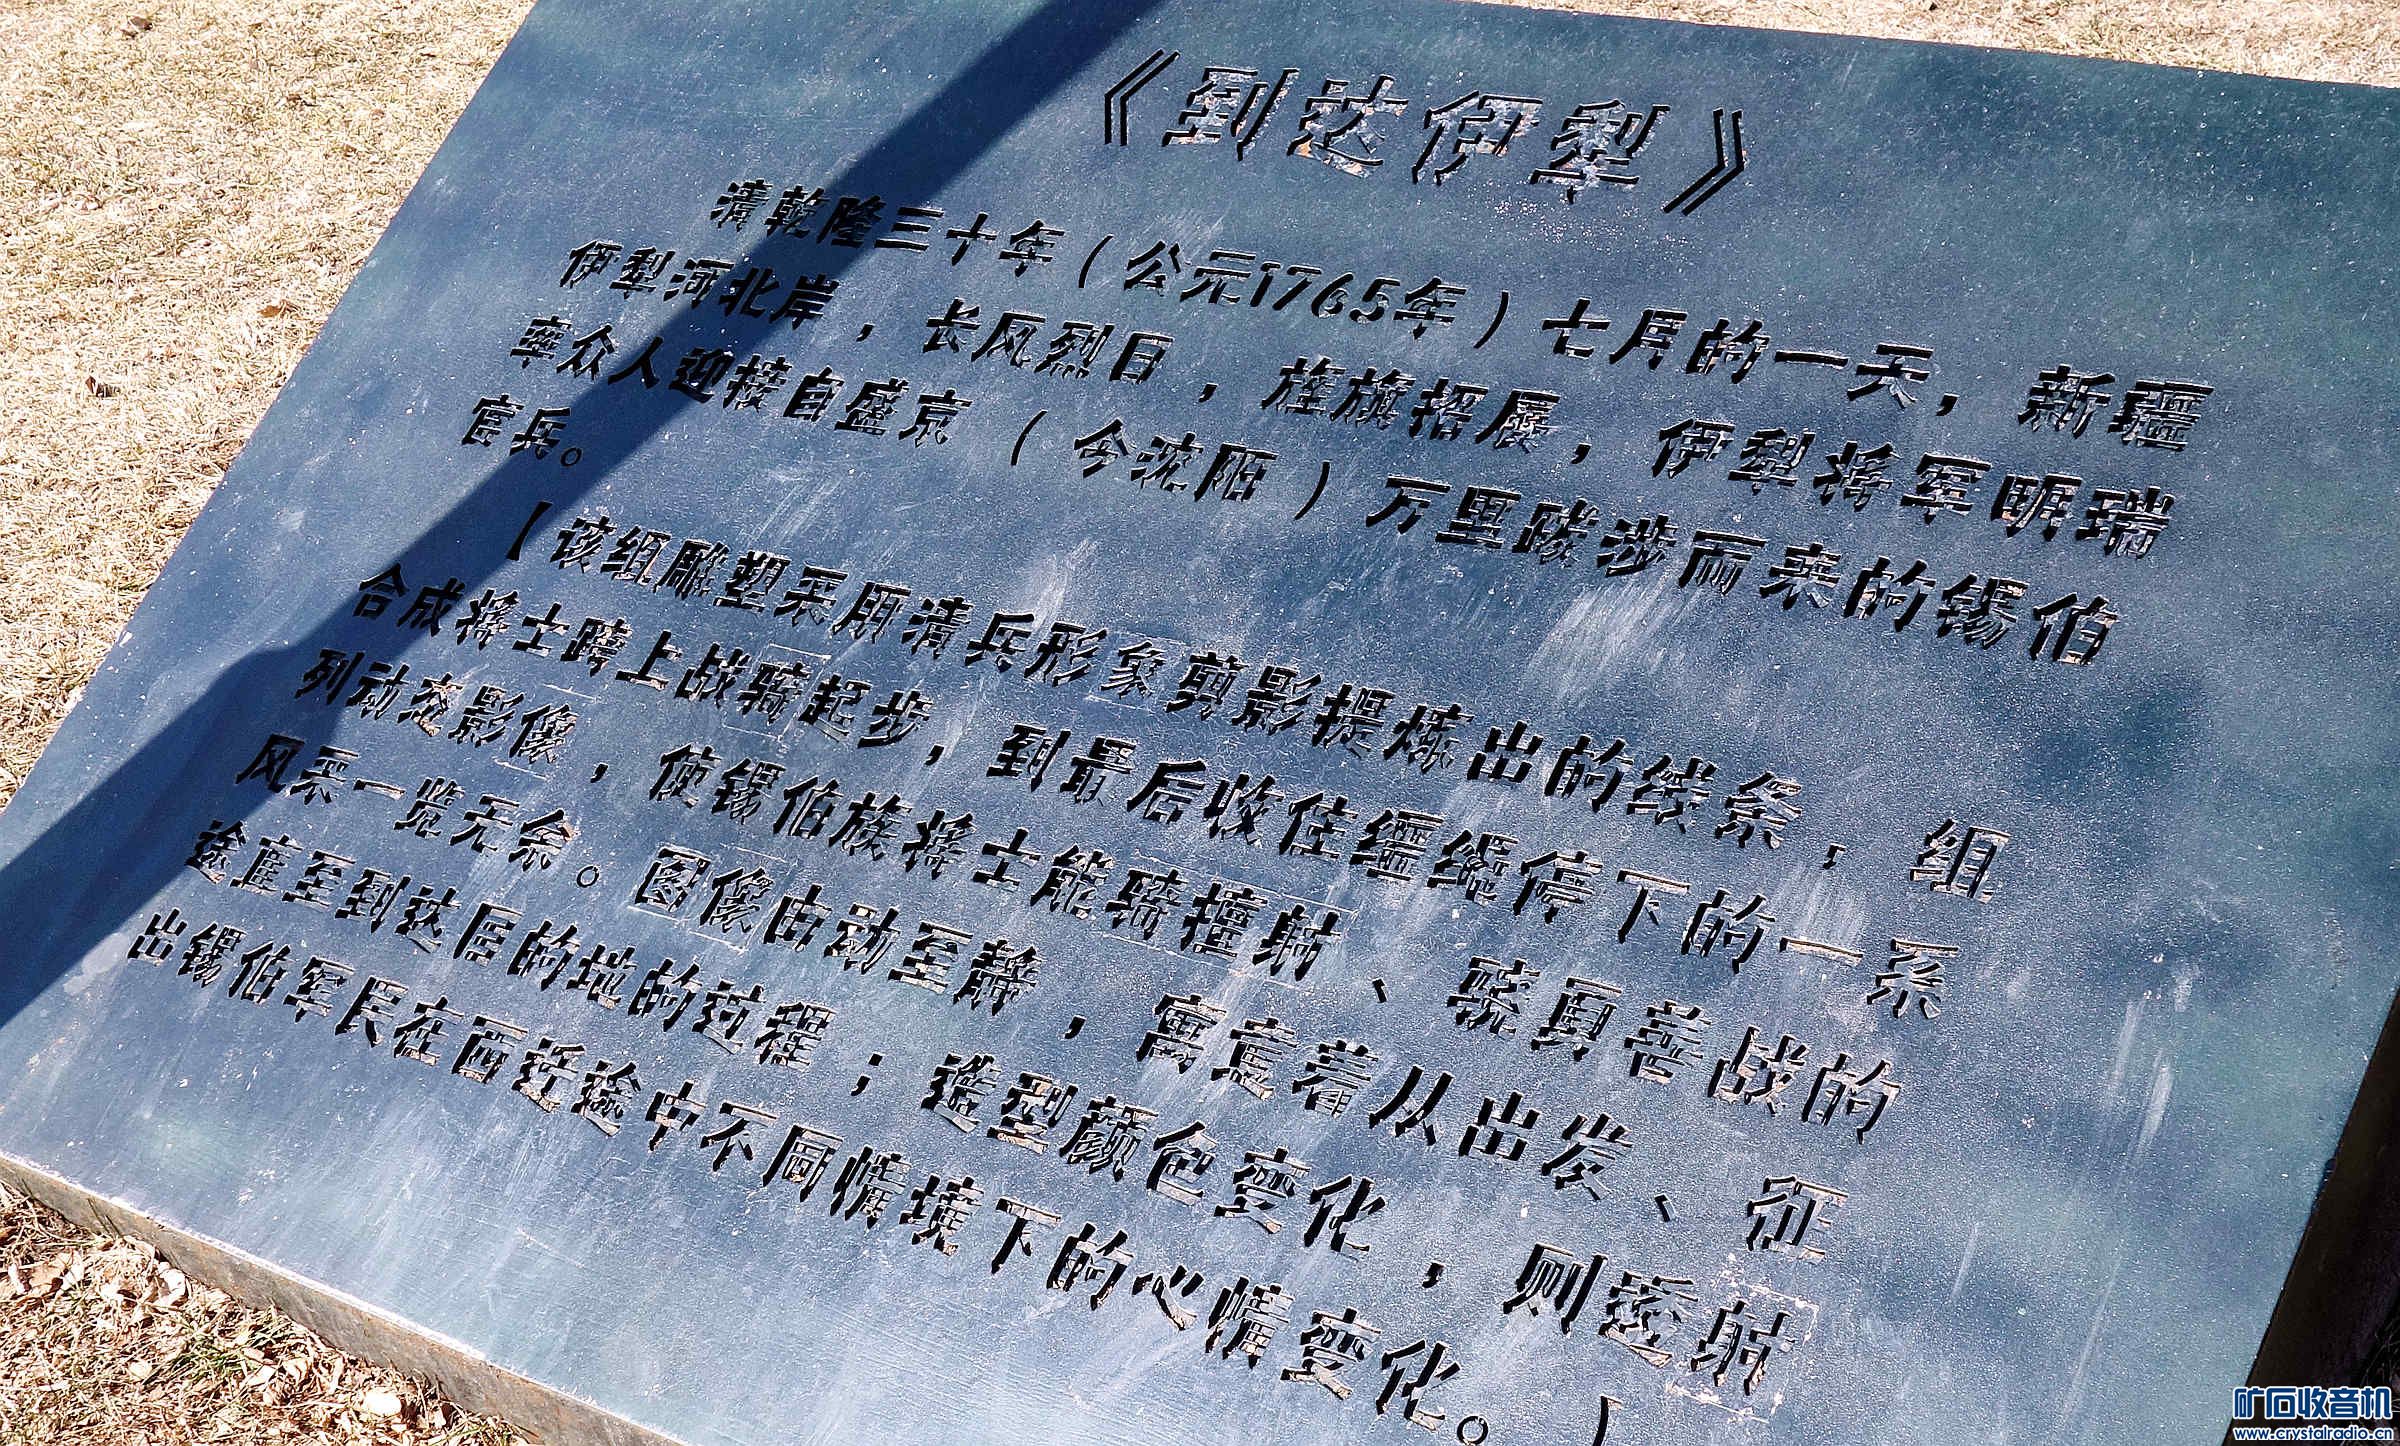 《到达伊犁》
清乾隆三十年（公元1765年）七月的一天，新疆
伊犁河北岸，长风烈日，旌旗招展，伊犁将军明瑞
率众人迎接自盛京（今沈阳）万里跋涉而来的锡伯
官兵。
【该组雕塑采用清兵形象剪影提炼出的线条，组
合成将士跨上战骑起步，到最后收住缰绳停下的一系
列动态影像，使锡伯族将士能骑擅射、骁勇善战的
风采一览无余。图像由动至静，寓意着从出发、征
途直至到达目的地的过程；造型颜色变化，则透射
出锡伯军民在西迁途中不同情境下的心情变化。】
矿石收音机
www.crystalradio.cn